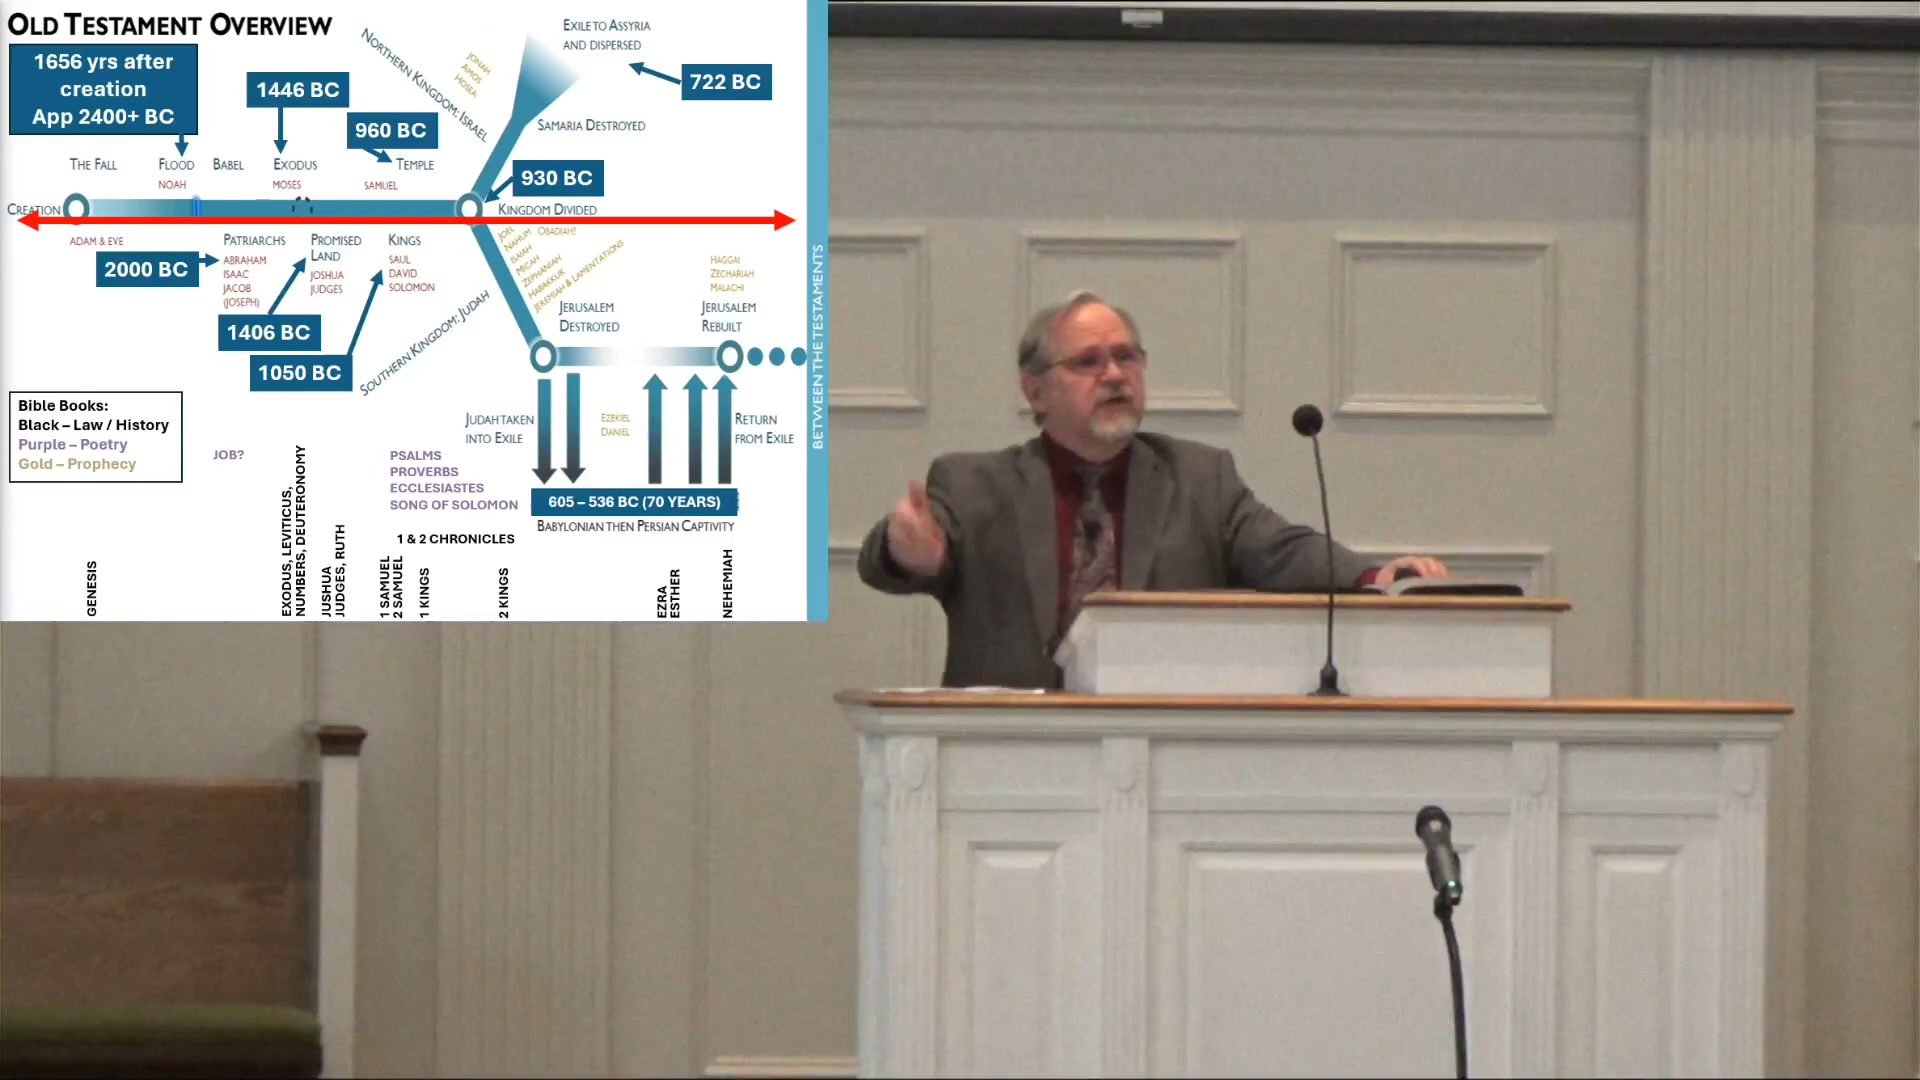 OLD TESTAMENT OVERVIEW
1656 yrs after
creation
App 2400+ BC
1446 BC
960 BC
NORTHERN KINGDOM: ISRAEL
JONAH
AMOS
HOSEA
EXILE TO ASSYRIA
AND DISPERSED
722 BC
SAMARIA DESTROYED
930 BC
THE FALL
FLOOD
BABEL
EXODUS
TEMPLE
NOAH
MOSES
SAMUEL
CREATION
KINGDOM DIVIDED
ADAM & EVE
2000 BC
PATRIARCHS
ABRAHAM
ISAAC
JACOB
(JOSEPH)
PROMISED
LAND
JOSHUA
JUDGES
KINGS
SAUL
DAVID
SOLOMON
1406 BC
1050 BC
SOUTHERN KINGDOM: JUDAH
JOEL
OBADIAH?
NAHUM
ISAIAH
MICAH
ZEPHANIAH
HABAKKUK
JEREMIAH & LAMENTATIONS
JERUSALEM
DESTROYED
HAGGAI
ZECHARIAH
MALACHI
JERUSALEM
REBUILT
BETWEEN THE TESTAMENTS
JUDAH TAKEN
INTO EXILE
EZEKIEL
DANIEL
RETURN
FROM EXILE
605 – 536 BC (70 YEARS)
BABYLONIAN THEN PERSIAN CAPTIVITY
Bible Books:
Black – Law / History
Purple – Poetry
Gold – Prophecy
JOB?
PSALMS
PROVERBS
ECCLESIASTES
SONG OF SOLOMON
1 & 2 CHRONICLES
GENESIS
EXODUS, LEVITICUS,
NUMBERS, DEUTERONOMY
JUSHUA
JUDGES, RUTH
1 SAMUEL
2 SAMUEL
1 KINGS
2 KINGS
EZRA
ESTHER
NEHEMIAH